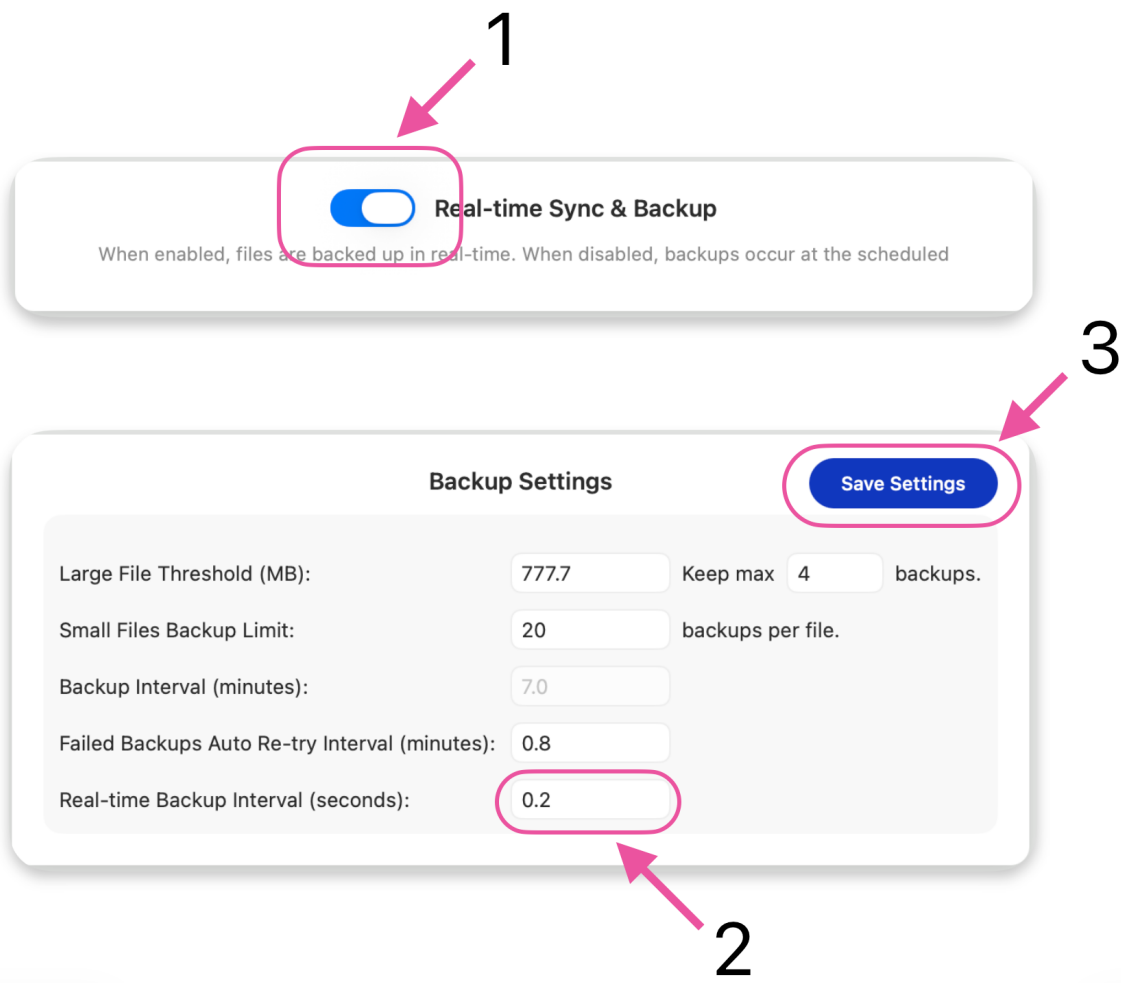 1
Real-time Sync & Backup
When enabled, files are backed up in real-time. When disabled, backups occur at the scheduled
3
Backup Settings
Save Settings
Large File Threshold (MB): 777.7 Keep max 4 backups.
Small Files Backup Limit: 20 backups per file.
Backup Interval (minutes): 7.0
Failed Backups Auto Re-try Interval (minutes): 0.8
Real-time Backup Interval (seconds): 0.2
2